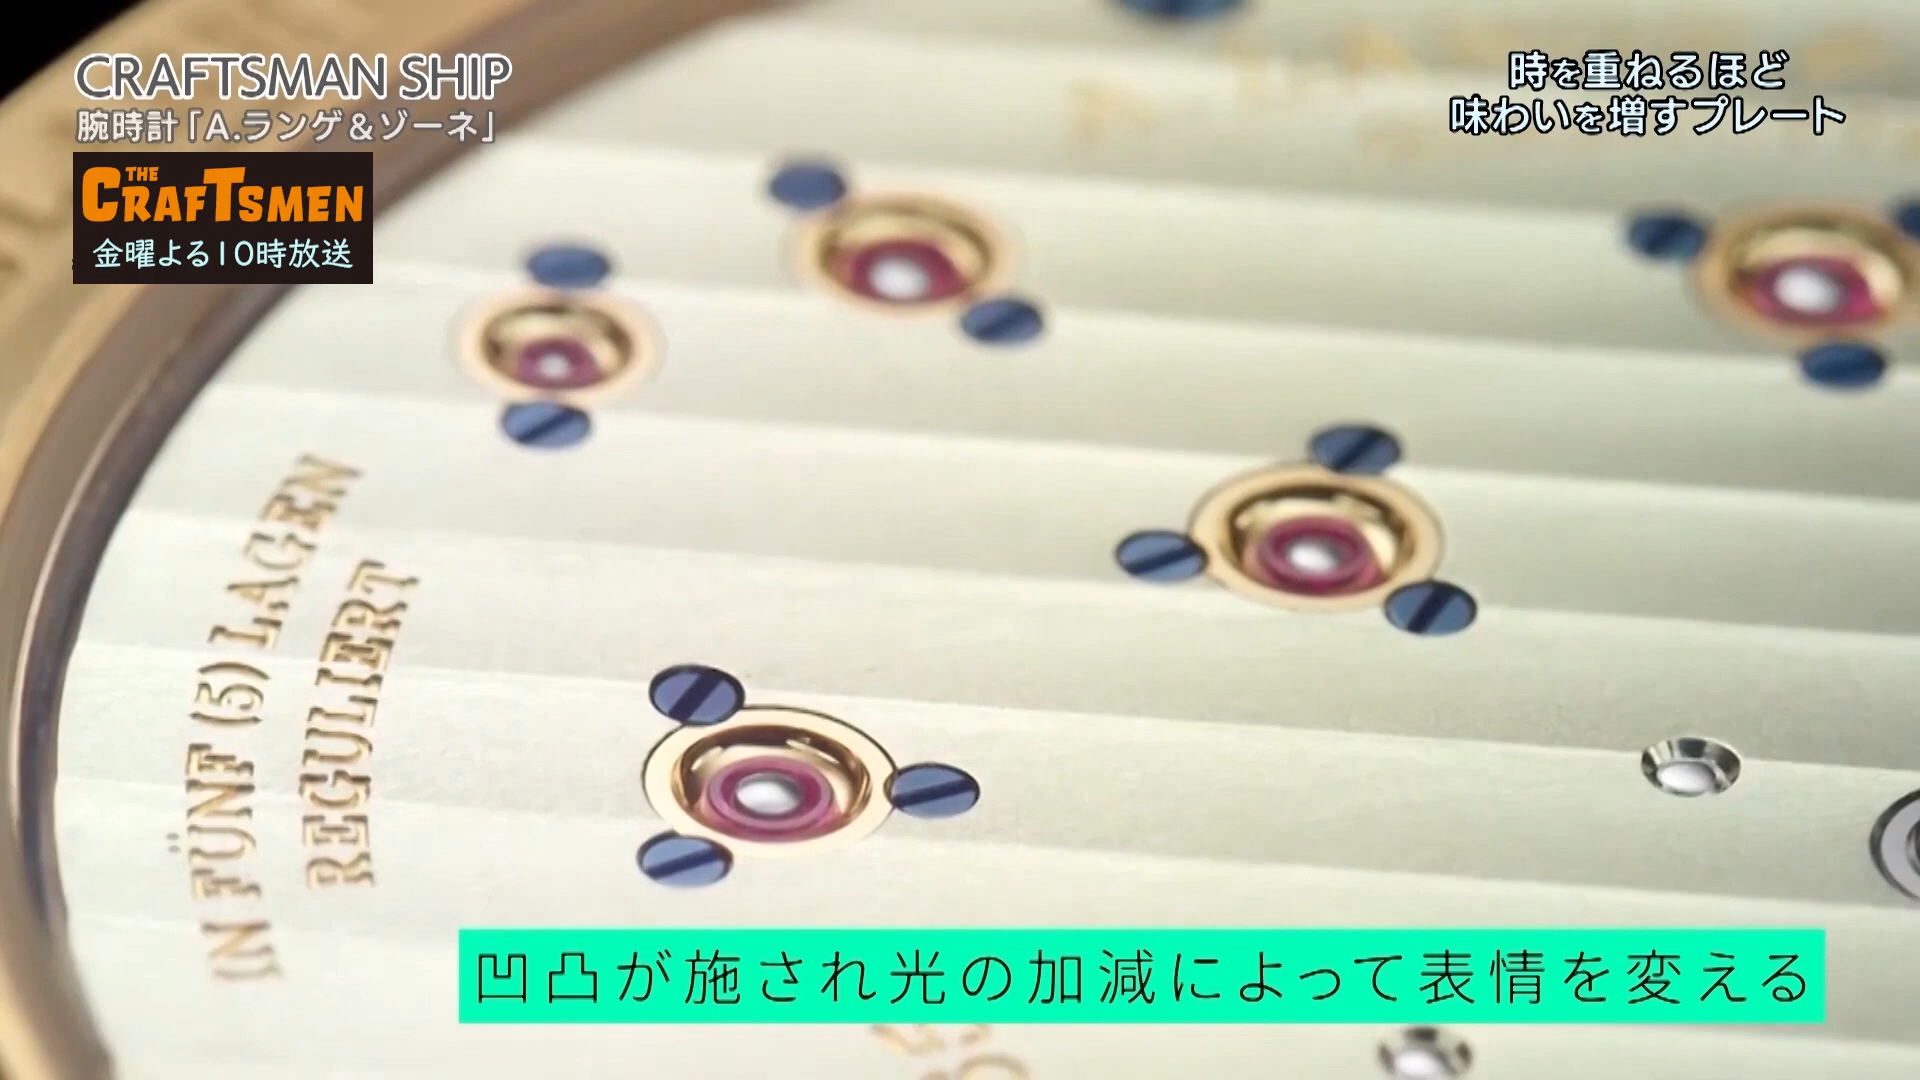 CRAFTSMAN SHIP
腕時計「A.ランゲ&ゾーネ」
THE CRAFTSMEN
金曜よる10時放送
時を重ねるほど
味わいを増すプレート
IN FÜNF (5) LAGEN
REGULIERT
凹凸が施され光の加減によって表情を変える